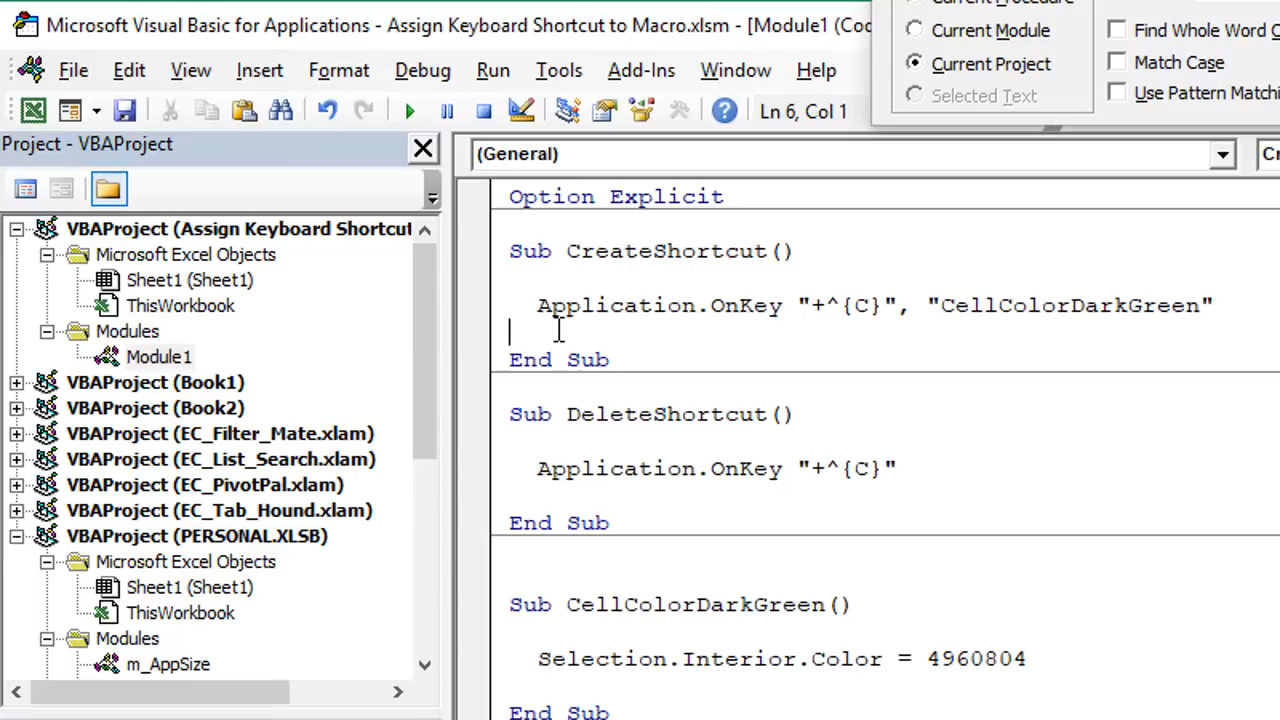 Microsoft Visual Basic for Applications - Assign Keyboard Shortcut to Macro.xlsm - [Module1 (Co
Current Procedure
Current Module
Find Whole Word
Current Project
Match Case
Selected Text
Use Pattern Matchi
File Edit View Insert Format Debug Run Tools Add-Ins Window Help
Ln 6, Col 1
Project - VBAProject
(General)
VBAProject (Assign Keyboard Shortcut
Microsoft Excel Objects
Sheet1 (Sheet1)
ThisWorkbook
Modules
Module1
VBAProject (Book1)
VBAProject (Book2)
VBAProject (EC_Filter_Mate.xlam)
VBAProject (EC_List_Search.xlam)
VBAProject (EC_PivotPal.xlam)
VBAProject (EC_Tab_Hound.xlam)
VBAProject (PERSONAL.XLSB)
Microsoft Excel Objects
Sheet1 (Sheet1)
ThisWorkbook
Modules
m_AppSize
Option Explicit
Sub CreateShortcut()
Application.OnKey "+^{C}", "CellColorDarkGreen"
End Sub
Sub DeleteShortcut()
Application.OnKey "+^{C}"
End Sub
Sub CellColorDarkGreen()
Selection.Interior.Color = 4960804
End Sub